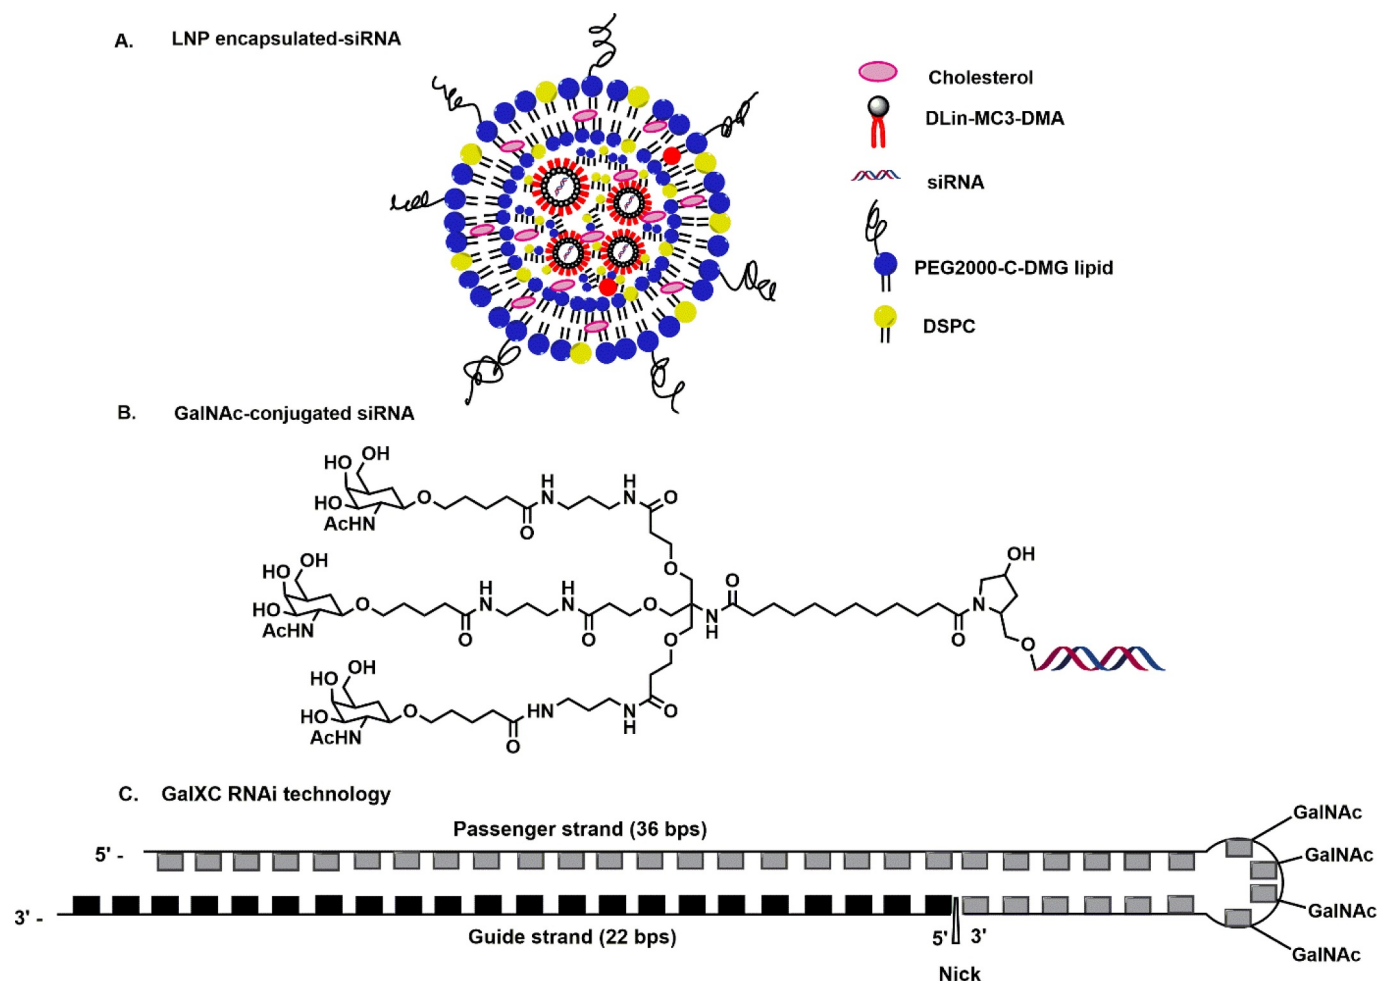 A. LNP encapsulated-siRNA
Cholesterol
DLin-MC3-DMA
siRNA
PEG2000-C-DMG lipid
DSPC
B. GalNAc-conjugated siRNA
HO OH
HO
AcHN
O
O
H
N
H
N
O
O
HO OH
HO
AcHN
O
O
H
N
H
N
O
O
N
H
O
O
N
OH
O
HO OH
HO
AcHN
O
O
HN
N
H
O
O
C. GalXC RNAi technology
Passenger strand (36 bps)
5' -
3' -
Guide strand (22 bps)
5' 3'
Nick
GalNAc
GalNAc
GalNAc
GalNAc